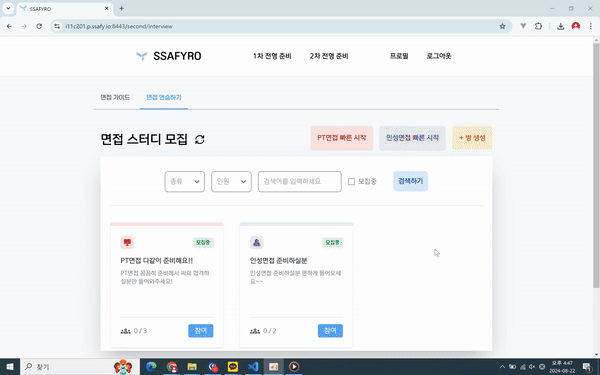 SSAFYRO
i11c201.p.ssafy.io:8443/second/interview
SSAFYRO
1차 전형 준비
2차 전형 준비
프로필
로그아웃
면접 가이드
면접 연습하기
면접 스터디 모집
PT면접 빠른 시작
인성면접 빠른 시작
+ 방 생성
종류
인원
검색어를 입력하세요
모집중
검색하기
모집중
PT면접 다같이 준비해요!!
PT면접 꼼꼼히 준비해서 싸피 합격하
실분만 들어와주세요!
0 / 3
참여
모집중
인성면접 준비하실분
인성면접 준비하실분 편하게 들어오세
요~~
0 / 2
참여
찾기
오후 4:47
2024-08-22